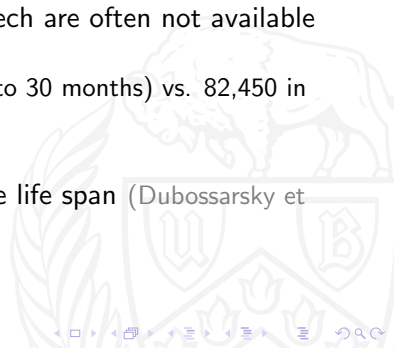 ech are often not available
to 30 months) vs. 82,450 in
e life span (Dubossarsky et
U B